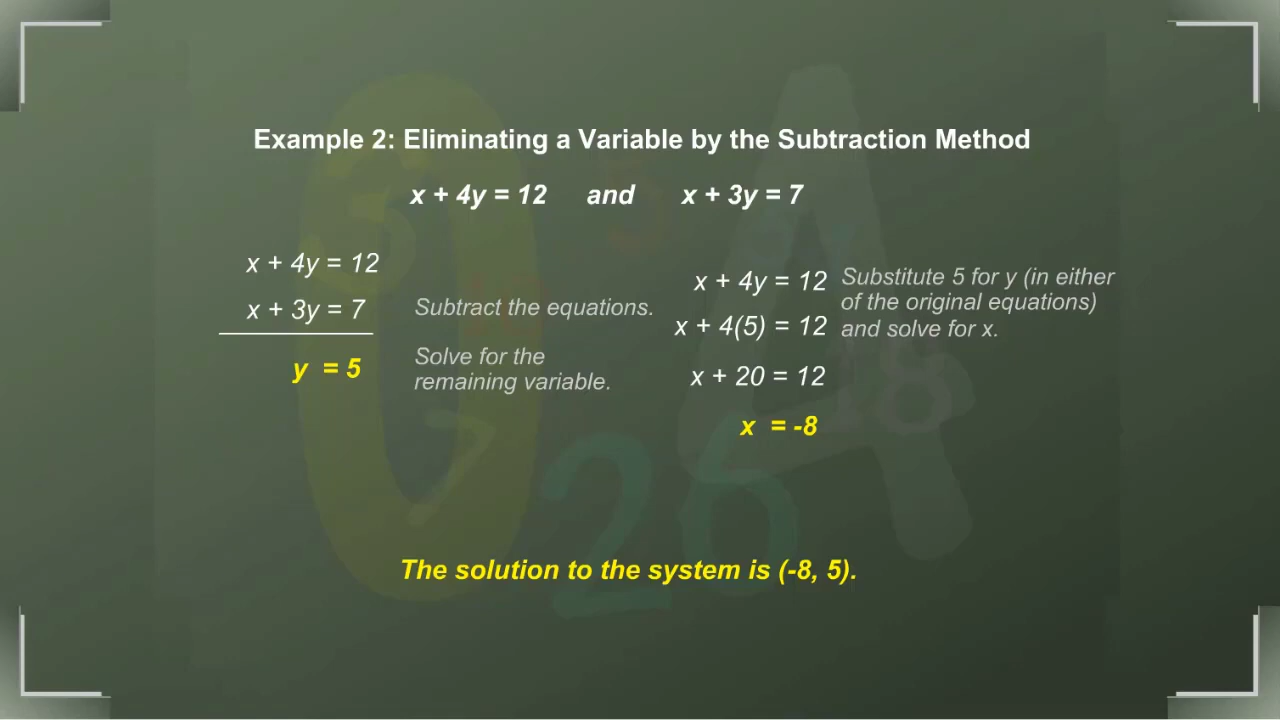 Example 2: Eliminating a Variable by the Subtraction Method
x + 4y = 12 and x + 3y = 7
x + 4y = 12
x + 3y = 7
Subtract the equations.
y = 5
Solve for the
remaining variable.
x + 4y = 12
x + 4(5) = 12
x + 20 = 12
x = -8
Substitute 5 for y (in either
of the original equations)
and solve for x.
The solution to the system is (-8, 5).